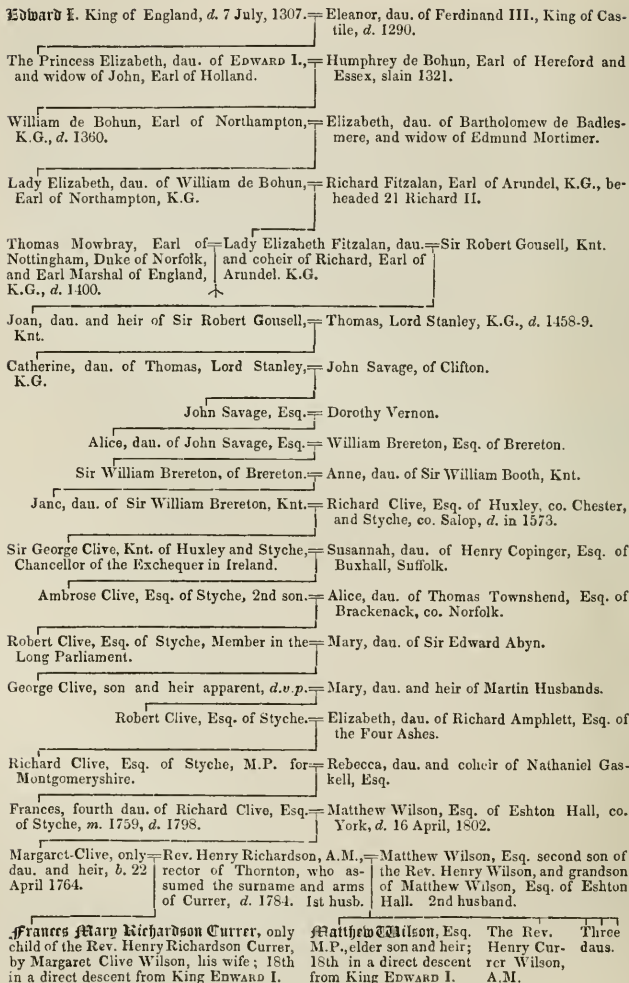 Edward I. King of England, d. 7 July, 1307.
Eleanor, dau. of Ferdinand III., King of Cas-
tile, d. 1290.
The Princess Elizabeth, dau. of EDWARD I.,
and widow of John, Earl of Holland.
Humphrey de Bohun, Earl of Hereford and
Essex, slain 1321.
William de Bohun, Earl of Northampton,
K.G., d. 1360.
Elizabeth, dau. of Bartholomew de Badles-
mere, and widow of Edmund Mortimer.
Lady Elizabeth, dau. of William de Bohun,
Earl of Northampton, K.G.
Richard Fitzalan, Earl of Arundel, K.G., be-
headed 21 Richard II.
Thomas Mowbray, Earl of
Nottingham, Duke of Norfolk,
and Earl Marshal of England,
K.G., d. 1400.
Lady Elizabeth Fitzalan, dau.
and coheir of Richard, Earl of
Arundel. K.G.
Sir Robert Gousell, Knt.
Joan, dau. and heir of Sir Robert Gousell,
Knt.
Thomas, Lord Stanley, K.G., d. 1458-9.
Catherine, dau. of Thomas, Lord Stanley,
K.G.
John Savage, of Clifton.
John Savage, Esq.
Dorothy Vernon.
Alice, dau. of John Savage, Esq.
William Brereton, Esq. of Brereton.
Sir William Brereton, of Brereton.
Anne, dau. of Sir William Booth, Knt.
Jane, dau. of Sir William Brereton, Knt.
Richard Clive, Esq. of Huxley, co. Chester,
and Styche, co. Salop, d. in 1573.
Sir George Clive, Knt. of Huxley and Styche,
Chancellor of the Exchequer in Ireland.
Susannah, dau. of Henry Copinger, Esq. of
Buxhall, Suffolk.
Ambrose Clive, Esq. of Styche, 2nd son.
Alice, dau. of Thomas Townshend, Esq. of
Brackenack, co. Norfolk.
Robert Clive, Esq. of Styche, Member in the
Long Parliament.
Mary, dau. of Sir Edward Abyn.
George Clive, son and heir apparent, d.v.p.
Mary, dau. and heir of Martin Husbands.
Robert Clive, Esq. of Styche.
Elizabeth, dau. of Richard Amphlett, Esq. of
the Four Ashes.
Richard Clive, Esq. of Styche, M.P. for
Montgomeryshire.
Rebecca, dau. and coheir of Nathaniel Gas-
kell, Esq.
Frances, fourth dau. of Richard Clive, Esq.
of Styche, m. 1759, d. 1798.
Matthew Wilson, Esq. of Eshton Hall, co.
York, d. 16 April, 1802.
Margaret-Clive, only
dau. and heir, b. 22
April 1764.
Rev. Henry Richardson, A.M.,
rector of Thornton, who as-
sumed the surname and arms
of Currer, d. 1784. 1st husb.
Matthew Wilson, Esq. second son of
the Rev. Henry Wilson, and grandson
of Matthew Wilson, Esq. of Eshton
Hall. 2nd husband.
Frances Mary Richardson Currer, only
child of the Rev. Henry Richardson Currer,
by Margaret Clive Wilson, his wife; 18th
in a direct descent from King EDWARD I.
Matthew Wilson, Esq.
M.P., elder son and heir;
18th in a direct descent
from King EDWARD I.
The Rev.
Henry Cur-
rer Wilson,
A.M.
Three
daus.